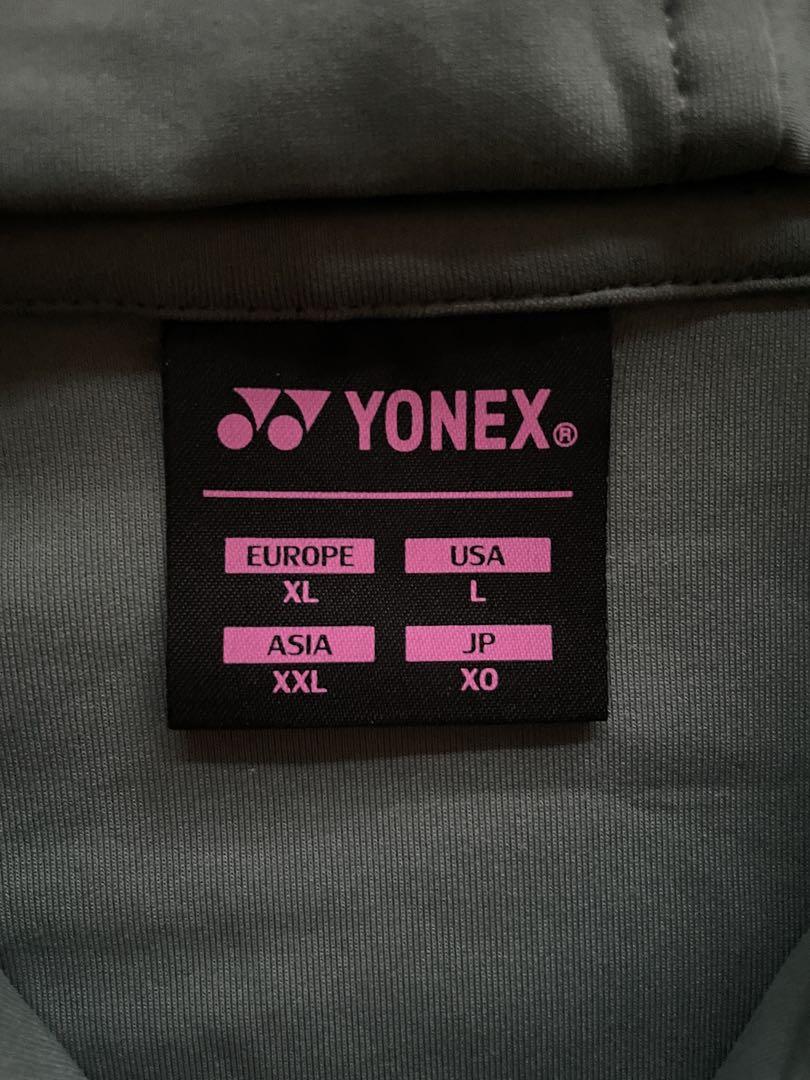 YONEX®
EUROPE USA
XL L
ASIA JP
XXL XO